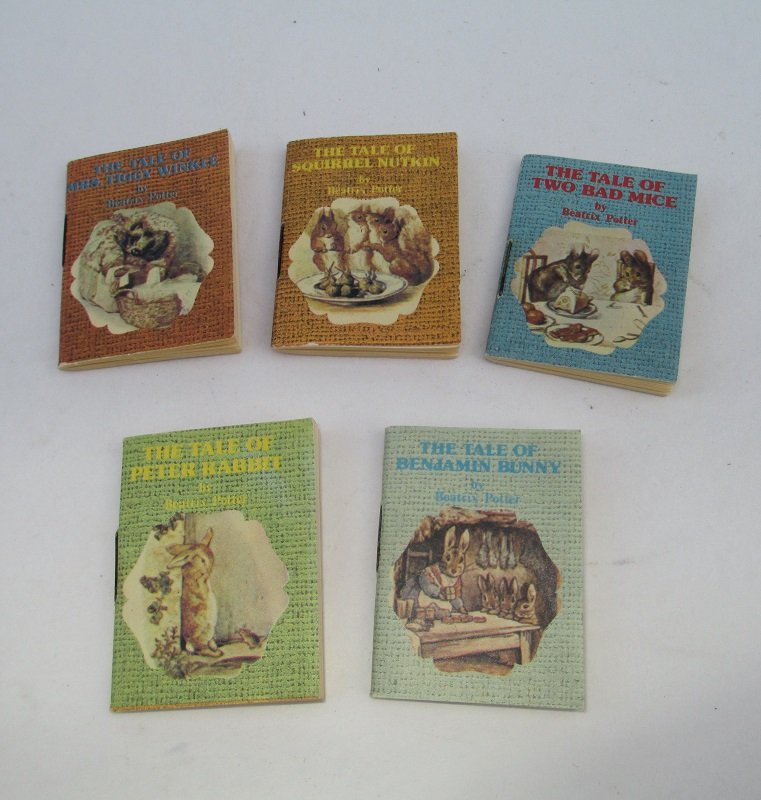 THE TALE OF
MRS. TIGGY-WINKLE
by
Beatrix Potter
THE TALE OF
SQUIRREL NUTKIN
By
Beatrix Potter
THE TALE OF
TWO BAD MICE
by
Beatrix Potter
THE TALE OF
PETER RABBIT
By
Beatrix Potter
THE TALE OF
BENJAMIN BUNNY
by
Beatrix Potter